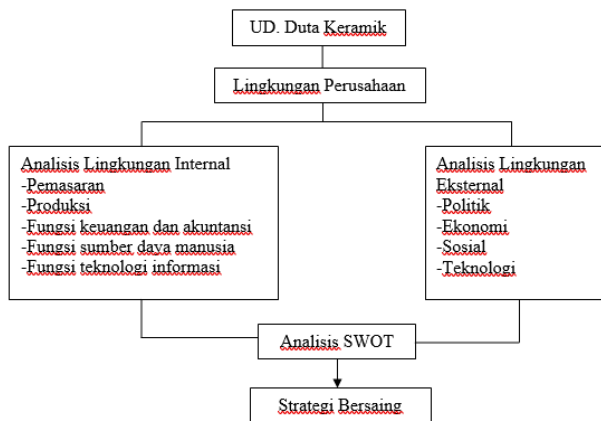 UD. Duta Keramik
Lingkungan Perusahaan
Analisis Lingkungan Internal
-Pemasaran
-Produksi
-Fungsi keuangan dan akuntansi
-Fungsi sumber daya manusia
-Fungsi teknologi informasi
Analisis Lingkungan
Eksternal
-Politik
-Ekonomi
-Sosial
-Teknologi
Analisis SWOT
Strategi Bersaing